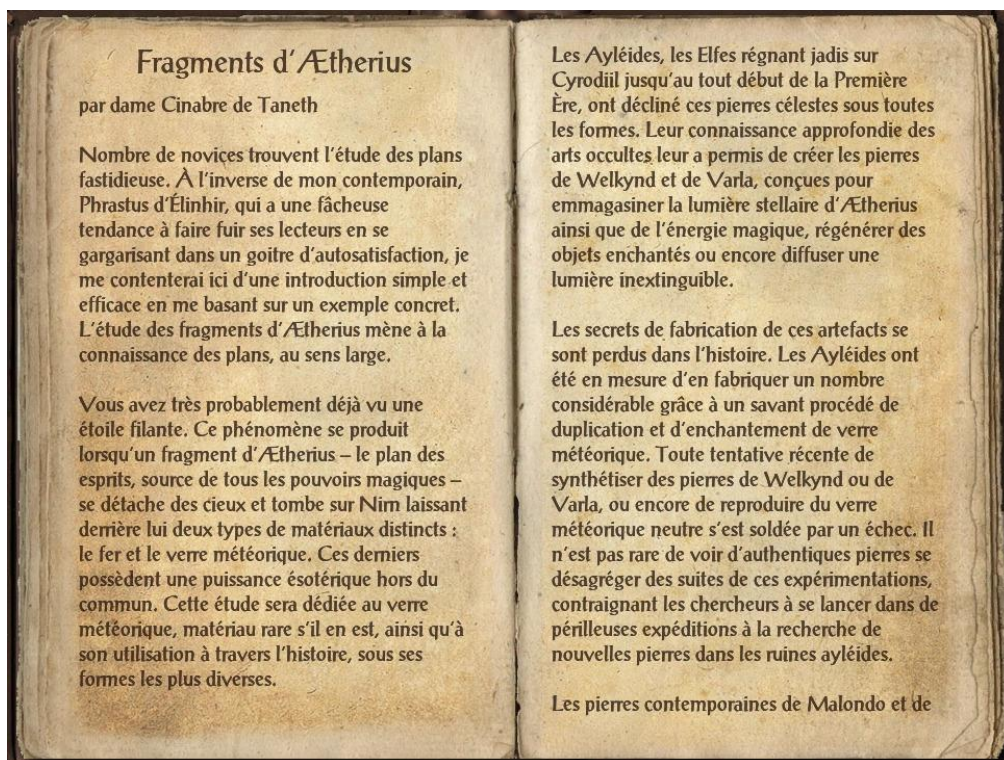 Fragments d'Ætherius
par dame Cinabre de Taneth
Nombre de novices trouvent l'étude des plans
fastidieuse. À l'inverse de mon contemporain,
Phrastus d'Élinhir, qui a une fâcheuse
tendance à faire fuir ses lecteurs en se
gargarisant dans un goitre d'autosatisfaction, je
me contenterai ici d'une introduction simple et
efficace en me basant sur un exemple concret.
L'étude des fragments d'Ætherius mène à la
connaissance des plans, au sens large.
Vous avez très probablement déjà vu une
étoile filante. Ce phénomène se produit
lorsqu'un fragment d'Ætherius – le plan des
esprits, source de tous les pouvoirs magiques –
se détache des cieux et tombe sur Nirn laissant
derrière lui deux types de matériaux distincts :
le fer et le verre météorique. Ces derniers
possèdent une puissance ésotérique hors du
commun. Cette étude sera dédiée au verre
météorique, matériau rare s'il en est, ainsi qu'à
son utilisation à travers l'histoire, sous ses
formes les plus diverses.
Les Ayléides, les Elfes régnant jadis sur
Cyrodiil jusqu'au tout début de la Première
Ère, ont décliné ces pierres célestes sous toutes
les formes. Leur connaissance approfondie des
arts occultes leur a permis de créer les pierres
de Welkynd et de Varla, conçues pour
emmagasiner la lumière stellaire d'Ætherius
ainsi que de l'énergie magique, régénérer des
objets enchantés ou encore diffuser une
lumière inextinguible.
Les secrets de fabrication de ces artefacts se
sont perdus dans l'histoire. Les Ayléides ont
été en mesure d'en fabriquer un nombre
considérable grâce à un savant procédé de
duplication et d'enchantement de verre
météorique. Toute tentative récente de
synthétiser des pierres de Welkynd ou de
Varla, ou encore de reproduire du verre
météorique neutre s'est soldée par un échec. Il
n'est pas rare de voir d'authentiques pierres se
désagréger des suites de ces expérimentations,
contraignant les chercheurs à se lancer dans de
périlleuses expéditions à la recherche de
nouvelles pierres dans les ruines ayléides.
Les pierres contemporaines de Malondo et de